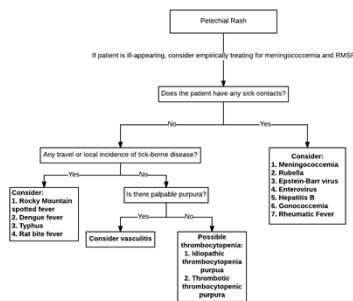 Petechial Rash
If patient is ill-appearing, consider empirically treating for meningococcemia and RMSF
Does the patient have any sick contacts?
No
Yes
Any travel or local incidence of tick-borne disease?
Yes
No
Consider:
1. Rocky Mountain
spotted fever
2. Dengue fever
3. Typhus
4. Rat bite fever
Is there palpable purpura?
Yes
No
Consider vasculitis
Possible
thrombocytopenia:
1. Idiopathic
thrombocytopenia
purpua
2. Thrombotic
thrombocytopenic
purpura
Consider:
1. Meningococcemia
2. Rubella
3. Epstein-Barr virus
4. Enterovirus
5. Hepatitis B
6. Gonococcemia
7. Rheumatic Fever